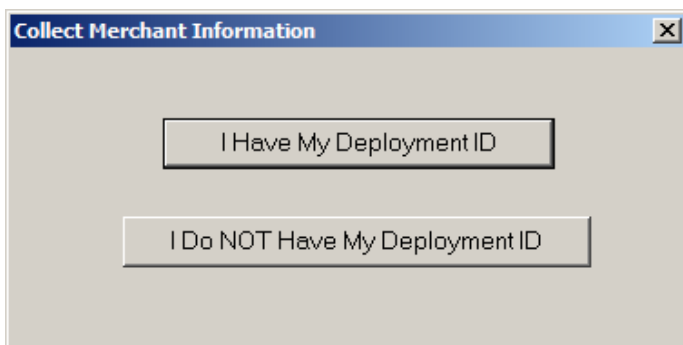 Collect Merchant Information
I Have My Deployment ID
I Do NOT Have My Deployment ID